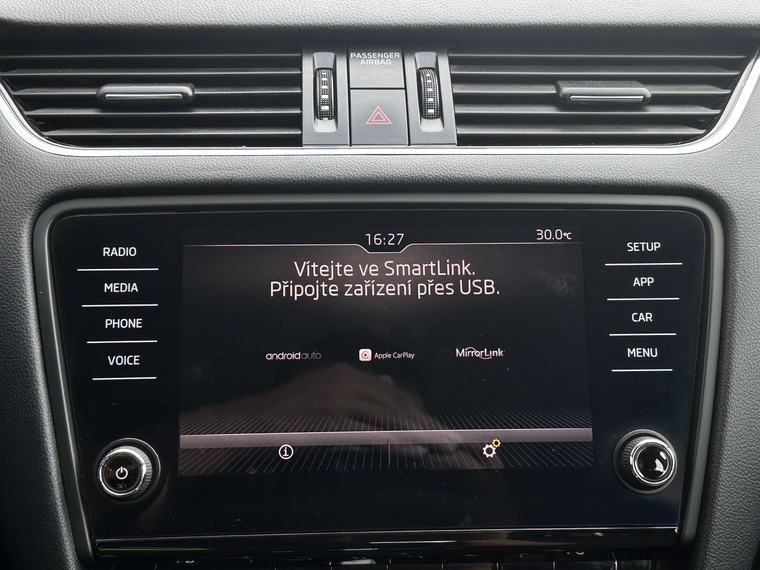 PASSENGER
AIRBAG
16:27
30.0°C
RADIO
MEDIA
PHONE
VOICE
Vítejte ve SmartLink.
Připojte zařízení přes USB.
androidauto
Apple CarPlay
MirrorLink
SETUP
APP
CAR
MENU